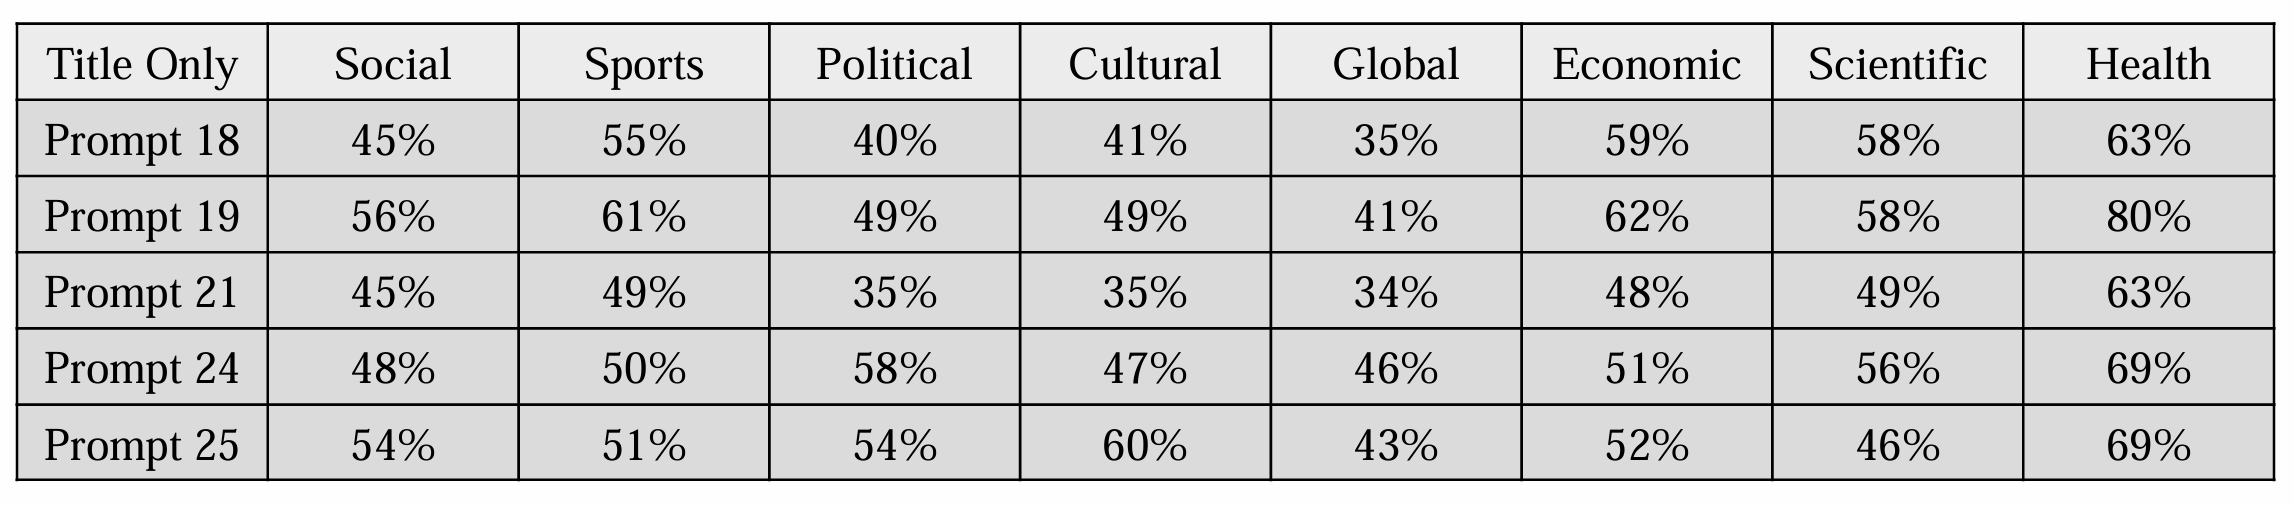 Title Only Social Sports Political Cultural Global Economic Scientific Health
Prompt 18 45% 55% 40% 41% 35% 59% 58% 63%
Prompt 19 56% 61% 49% 49% 41% 62% 58% 80%
Prompt 21 45% 49% 35% 35% 34% 48% 49% 63%
Prompt 24 48% 50% 58% 47% 46% 51% 56% 69%
Prompt 25 54% 51% 54% 60% 43% 52% 46% 69%